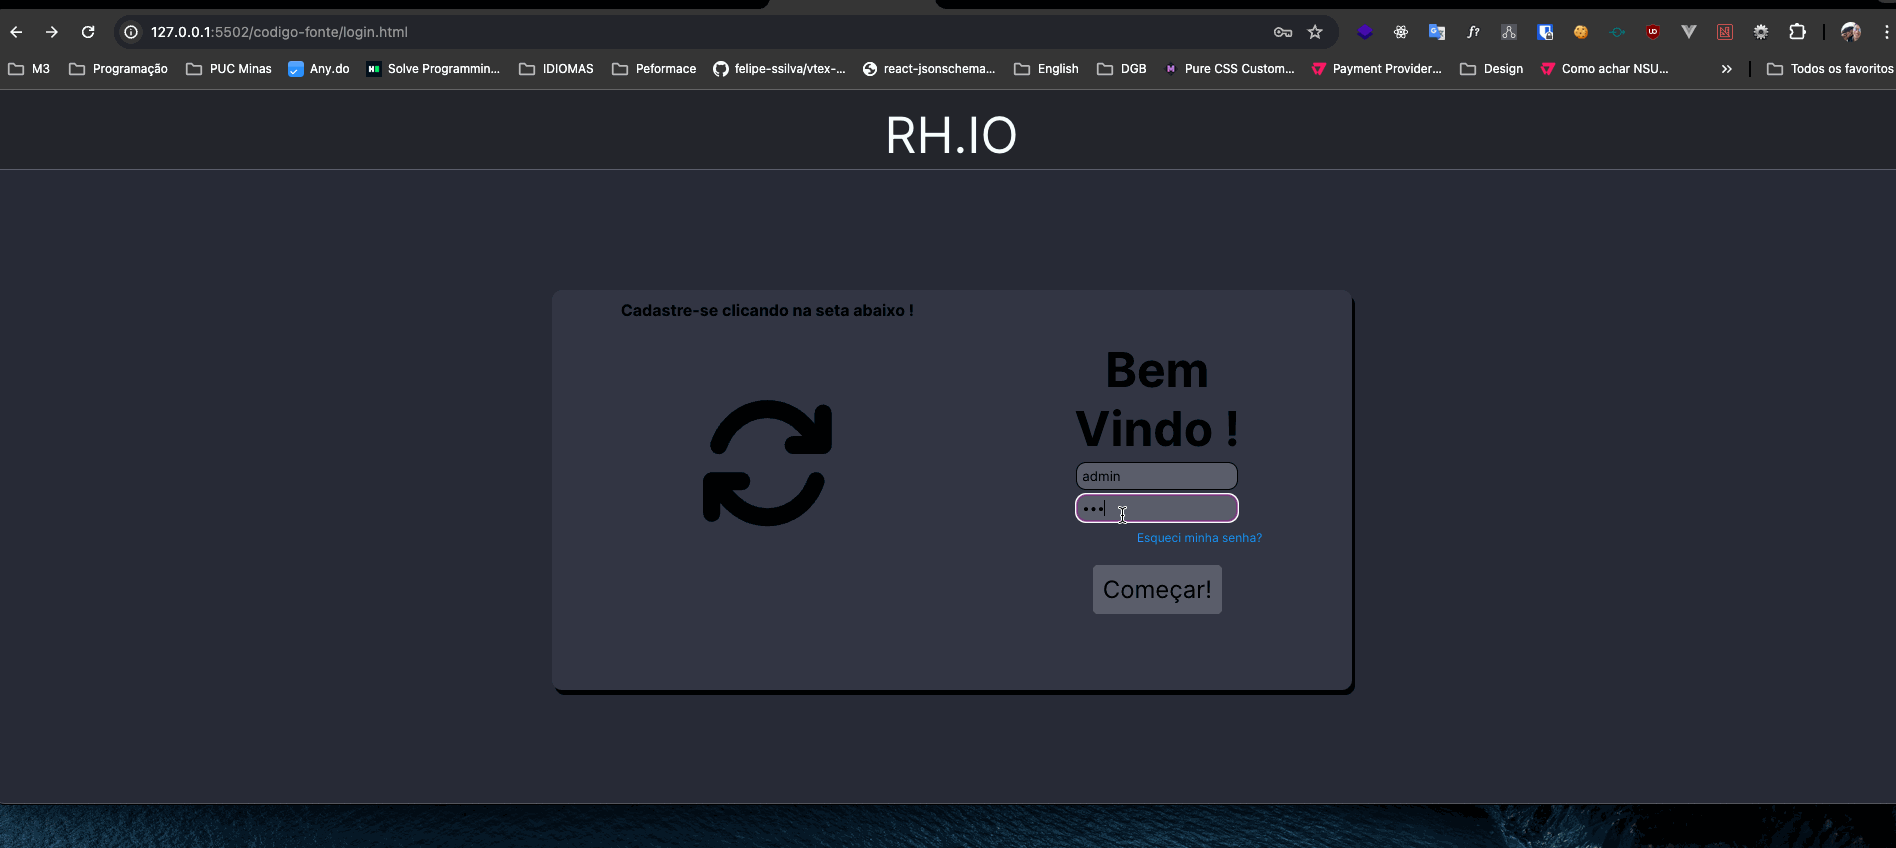 127.0.0.1:5502/codigo-fonte/login.html
M3 Programação PUC Minas Any.do Solve Programmin... IDIOMAS Peformace felipe-ssilva/vtex-... react-jsonschema... English DGB Pure CSS Custom... Payment Provider... Design Como achar NSU... » Todos os favoritos
RH.IO
Cadastre-se clicando na seta abaixo !
Bem
Vindo !
admin
•••
Esqueci minha senha?
Começar!